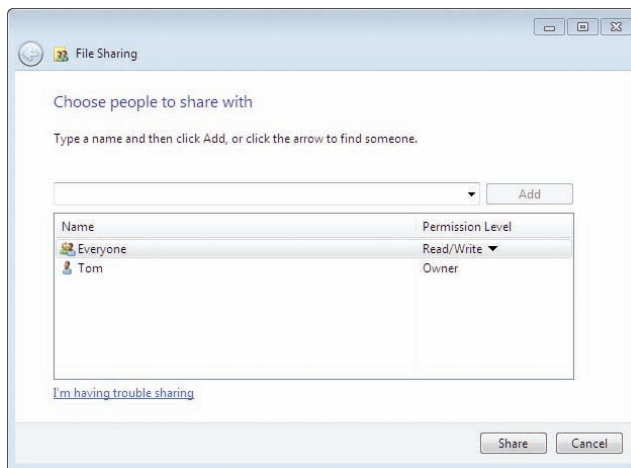 File Sharing
Choose people to share with
Type a name and then click Add, or click the arrow to find someone.
Add
Name Permission Level
Everyone Read/Write
Tom Owner
I'm having trouble sharing
Share Cancel